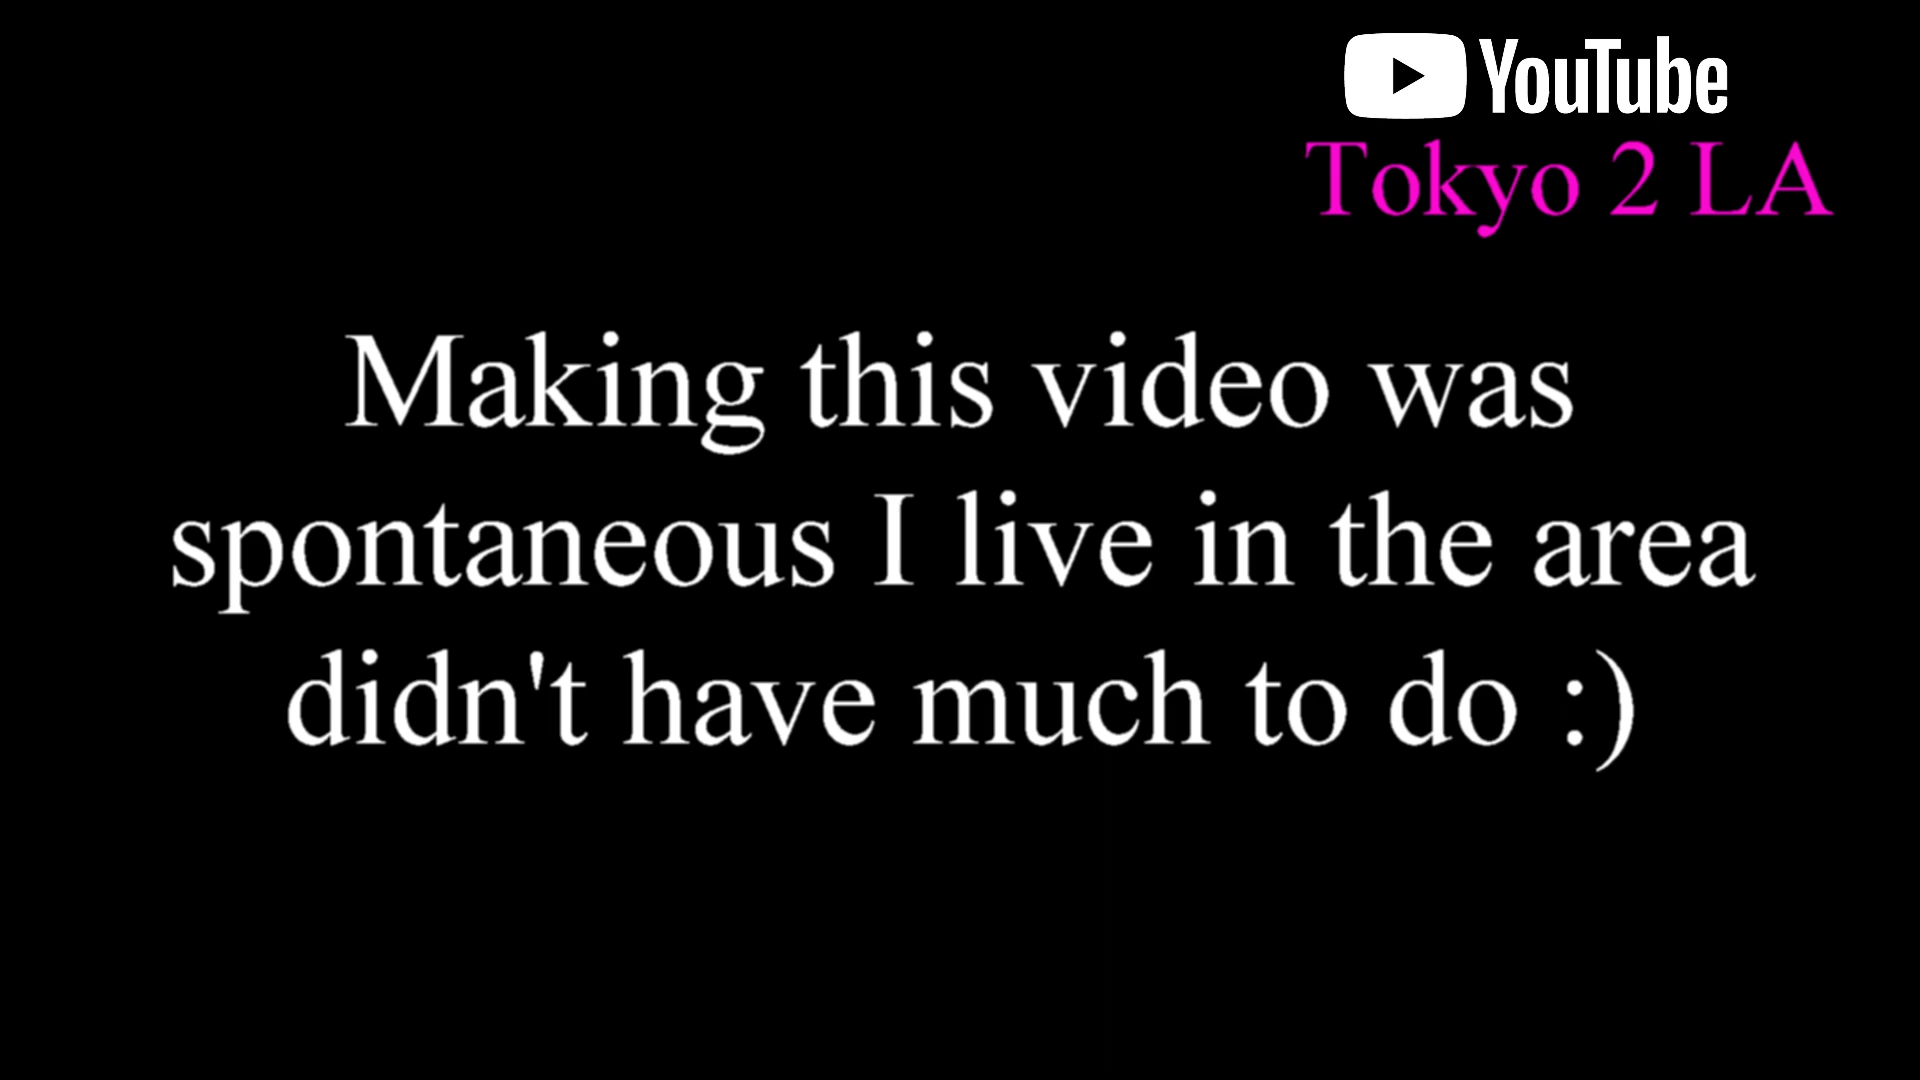 YouTube
Tokyo 2 LA
Making this video was
spontaneous I live in the area
didn't have much to do :)